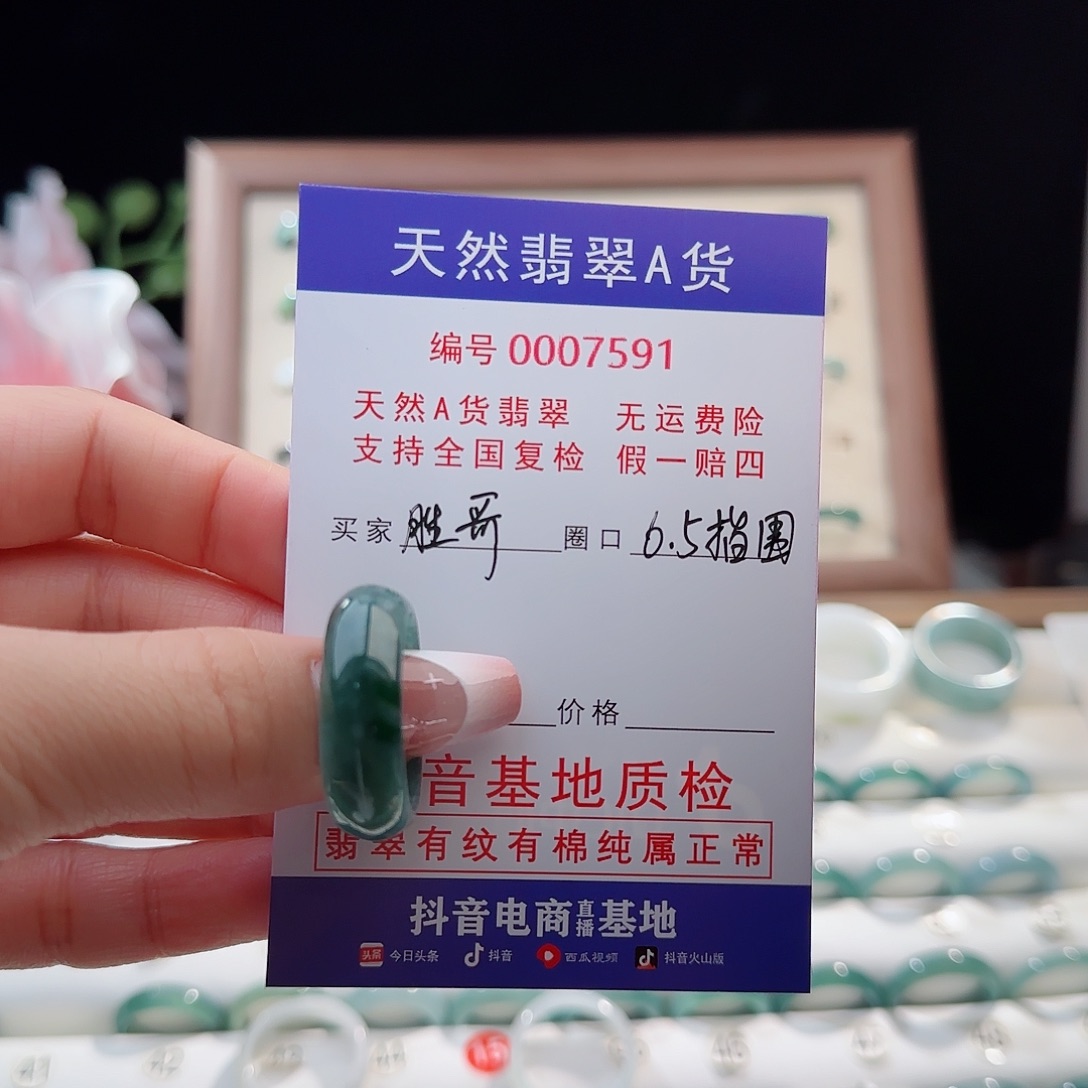 天然翡翠A货
编号 0007591
天然A货翡翠 无运费险
支持全国复检 假一赔四
买家 胜哥 圈口 6.5指围
价格
音基地质检
翡翠有纹有棉纯属正常
抖音电商直播基地
头条 今日头条 抖音 西瓜视频 抖音火山版